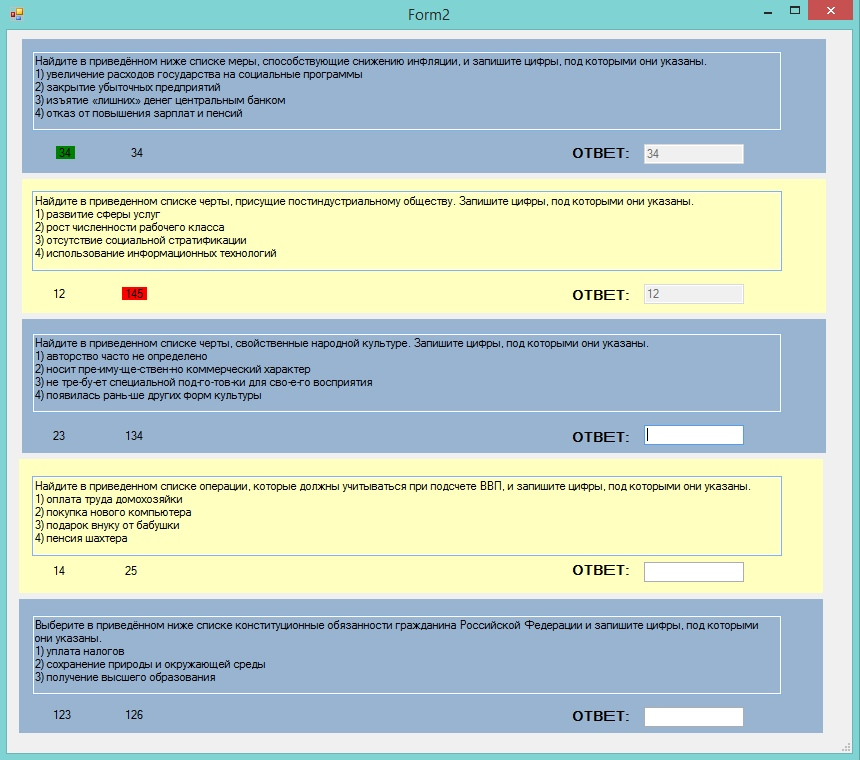 Form2
Найдите в приведённом ниже списке меры, способствующие снижению инфляции, и запишите цифры, под которыми они указаны.
1) увеличение расходов государства на социальные программы
2) закрытие убыточных предприятий
3) изъятие «лишних» денег центральным банком
4) отказ от повышения зарплат и пенсий
34 34 ОТВЕТ: 34
Найдите в приведенном списке черты, присущие постиндустриальному обществу. Запишите цифры, под которыми они указаны.
1) развитие сферы услуг
2) рост численности рабочего класса
3) отсутствие социальной стратификации
4) использование информационных технологий
12 145 ОТВЕТ: 12
Найдите в приведенном списке черты, свойственные народной культуре. Запишите цифры, под которыми они указаны.
1) авторство часто не определено
2) носит пре-иму-ще-ствен-но коммерческий характер
3) не тре-бу-ет специальной под-го-тов-ки для сво-е-го восприятия
4) появилась рань-ше других форм культуры
23 134 ОТВЕТ:
Найдите в приведенном списке операции, которые должны учитываться при подсчете ВВП, и запишите цифры, под которыми они указаны.
1) оплата труда домохозяйки
2) покупка нового компьютера
3) подарок внуку от бабушки
4) пенсия шахтера
14 25 ОТВЕТ:
Выберите в приведённом ниже списке конституционные обязанности гражданина Российской Федерации и запишите цифры, под которыми
они указаны.
1) уплата налогов
2) сохранение природы и окружающей среды
3) получение высшего образования
123 126 ОТВЕТ: